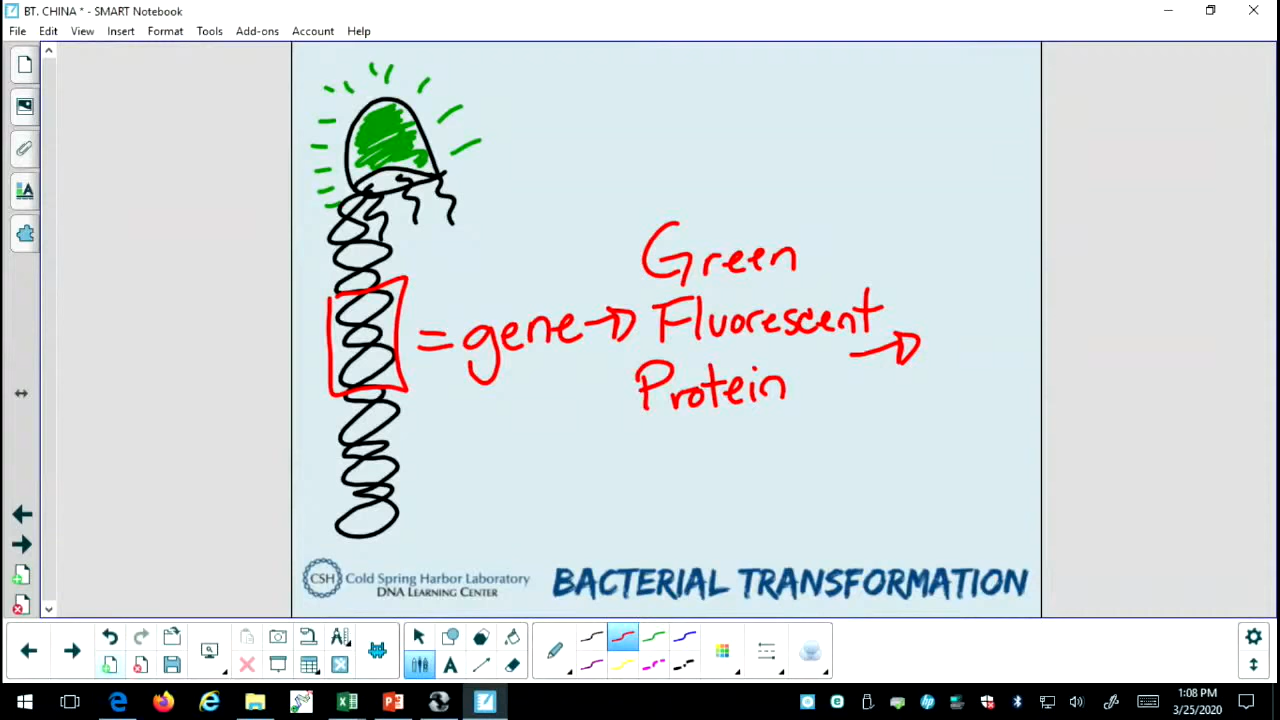 BT. CHINA * - SMART Notebook
File Edit View Insert Format Tools Add-ons Account Help
Green
= gene → Fluorescent →
Protein
CSH Cold Spring Harbor Laboratory
DNA LEARNING CENTER
BACTERIAL TRANSFORMATION
1:08 PM
3/25/2020